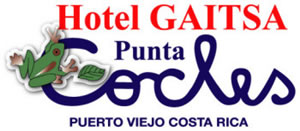 Hotel GAITSA
Punta
Cocles
PUERTO VIEJO COSTA RICA